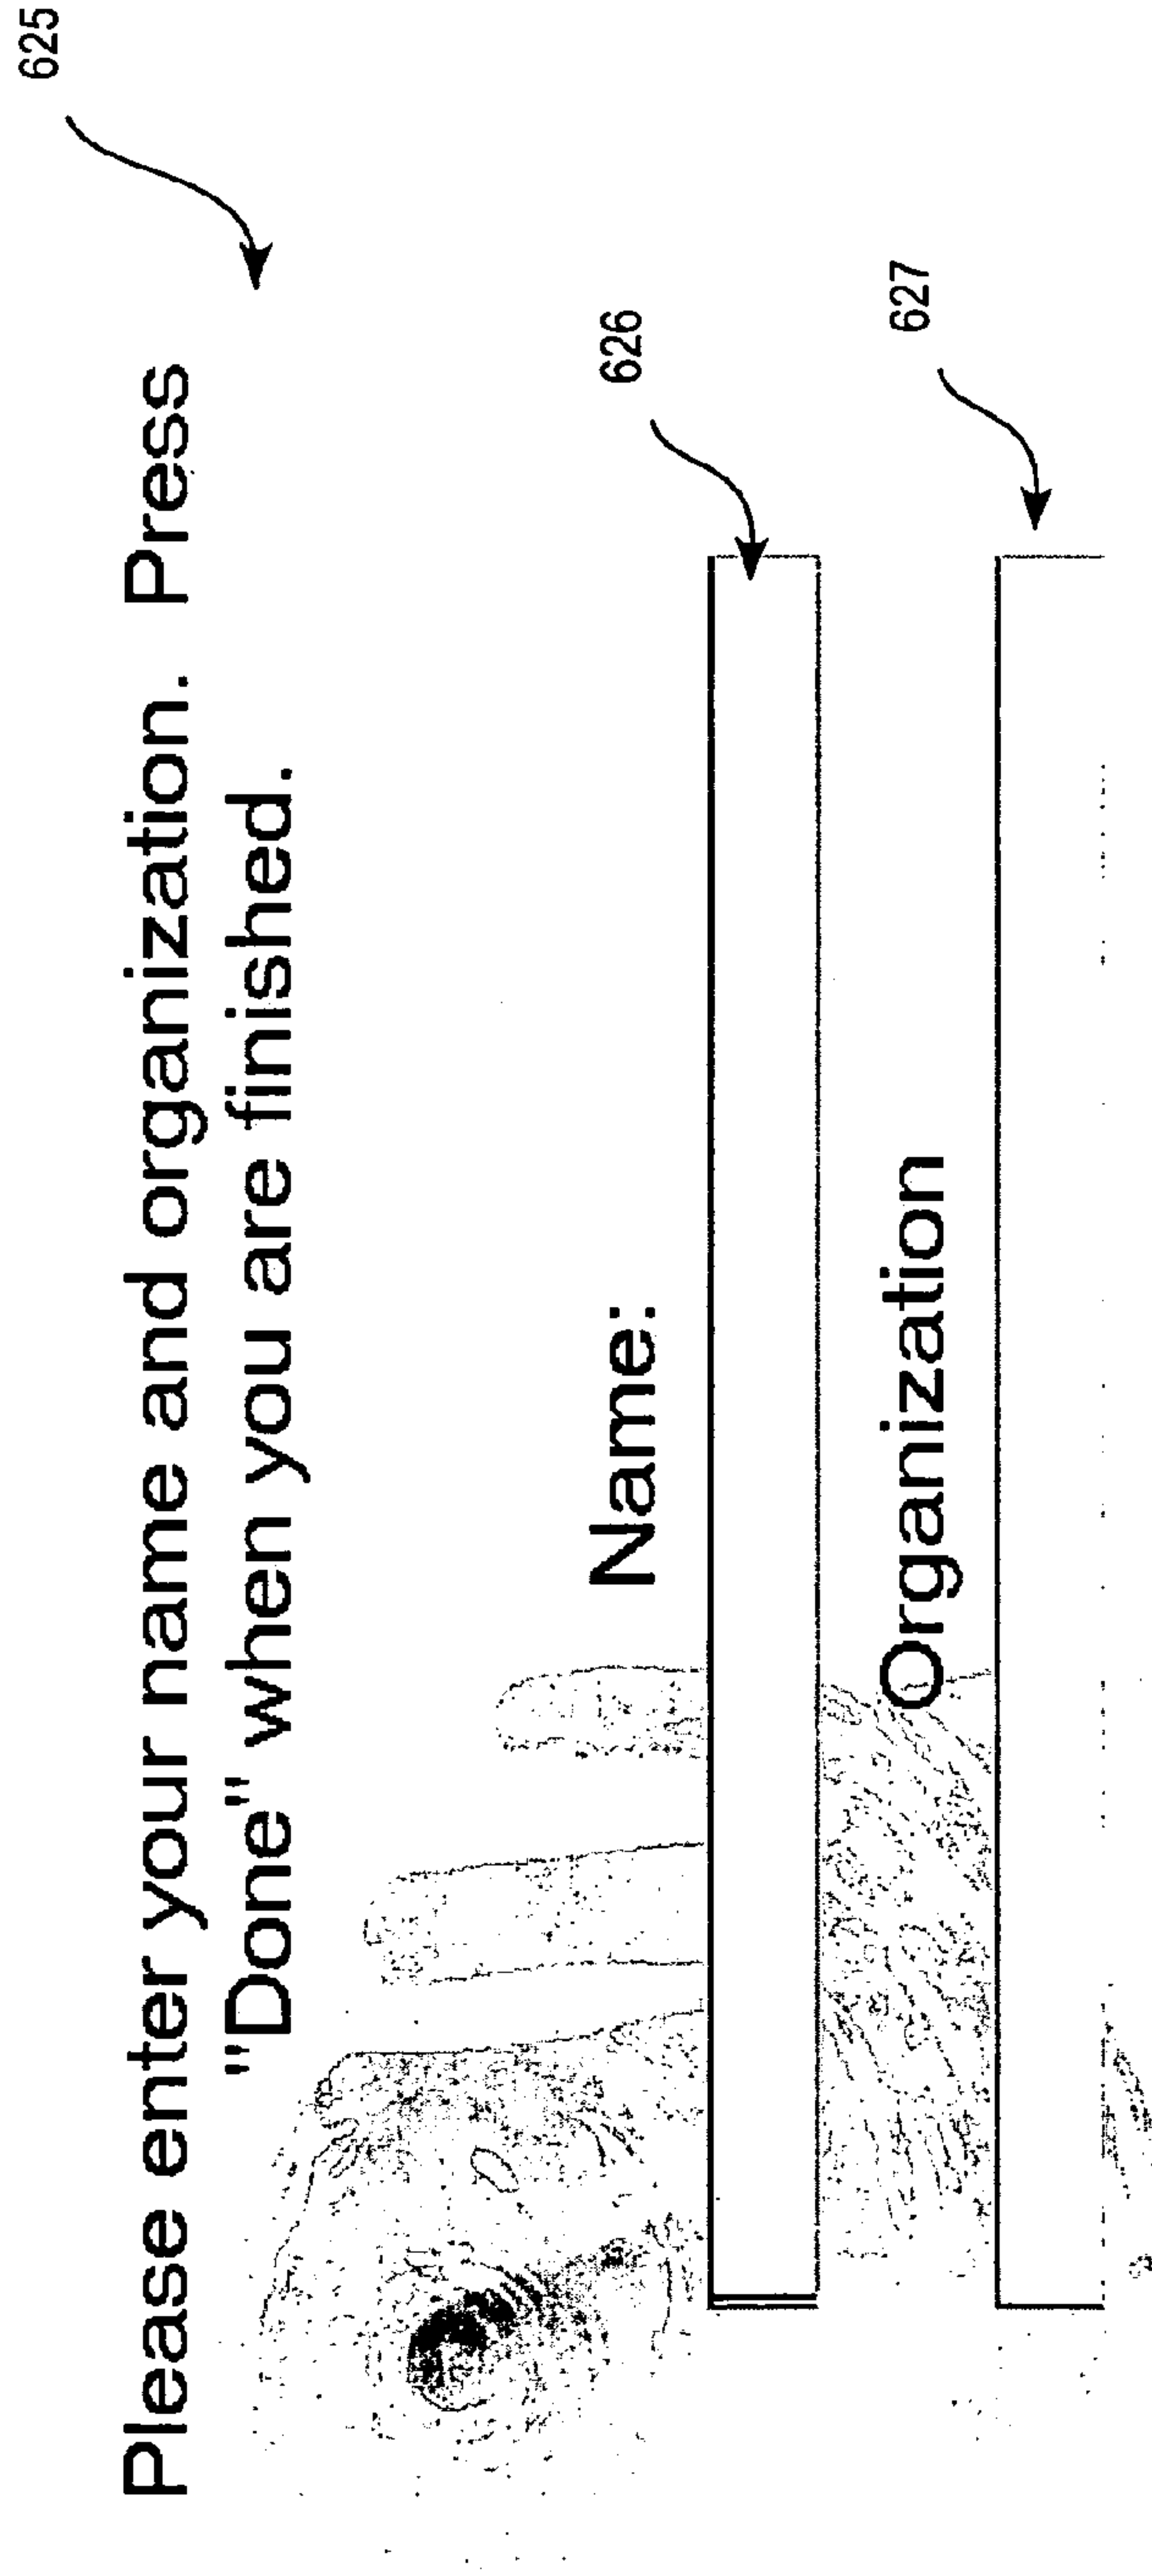 625
Please enter your name and organization. Press
"Done" when you are finished.
Name:
626
Organization
627